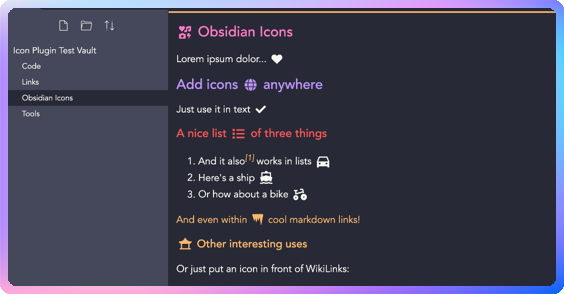 Icon Plugin Test Vault
Code
Links
Obsidian Icons
Tools
Obsidian Icons
Lorem ipsum dolor...
Add icons anywhere
Just use it in text
A nice list of three things
1. And it also[1] works in lists
2. Here's a ship
3. Or how about a bike
And even within cool markdown links!
Other interesting uses
Or just put an icon in front of WikiLinks: